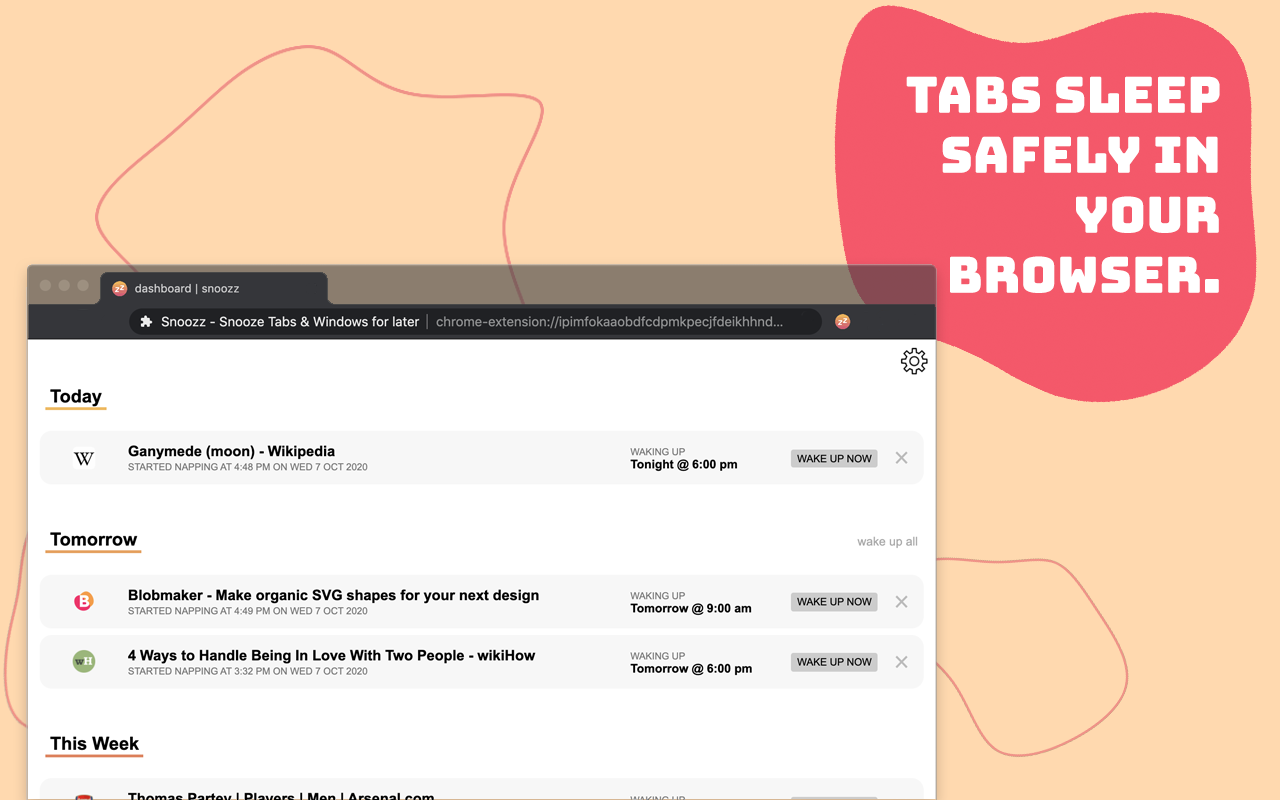 TABS SLEEP
SAFELY IN
YOUR
BROWSER.
dashboard | snoozz
Snoozz - Snooze Tabs & Windows for later | chrome-extension://ipimfokaaobdfcdpmkpecjfdeikhhnd...
Today
W
Ganymede (moon) - Wikipedia
STARTED NAPPING AT 4:48 PM ON WED 7 OCT 2020
WAKING UP
Tonight @ 6:00 pm
WAKE UP NOW
Tomorrow
wake up all
B
Blobmaker - Make organic SVG shapes for your next design
STARTED NAPPING AT 4:49 PM ON WED 7 OCT 2020
WAKING UP
Tomorrow @ 9:00 am
WAKE UP NOW
wH
4 Ways to Handle Being In Love With Two People - wikiHow
STARTED NAPPING AT 3:32 PM ON WED 7 OCT 2020
WAKING UP
Tomorrow @ 6:00 pm
WAKE UP NOW
This Week
Thomas Partey | Players | Men | Arsenal.com
WAKING UP